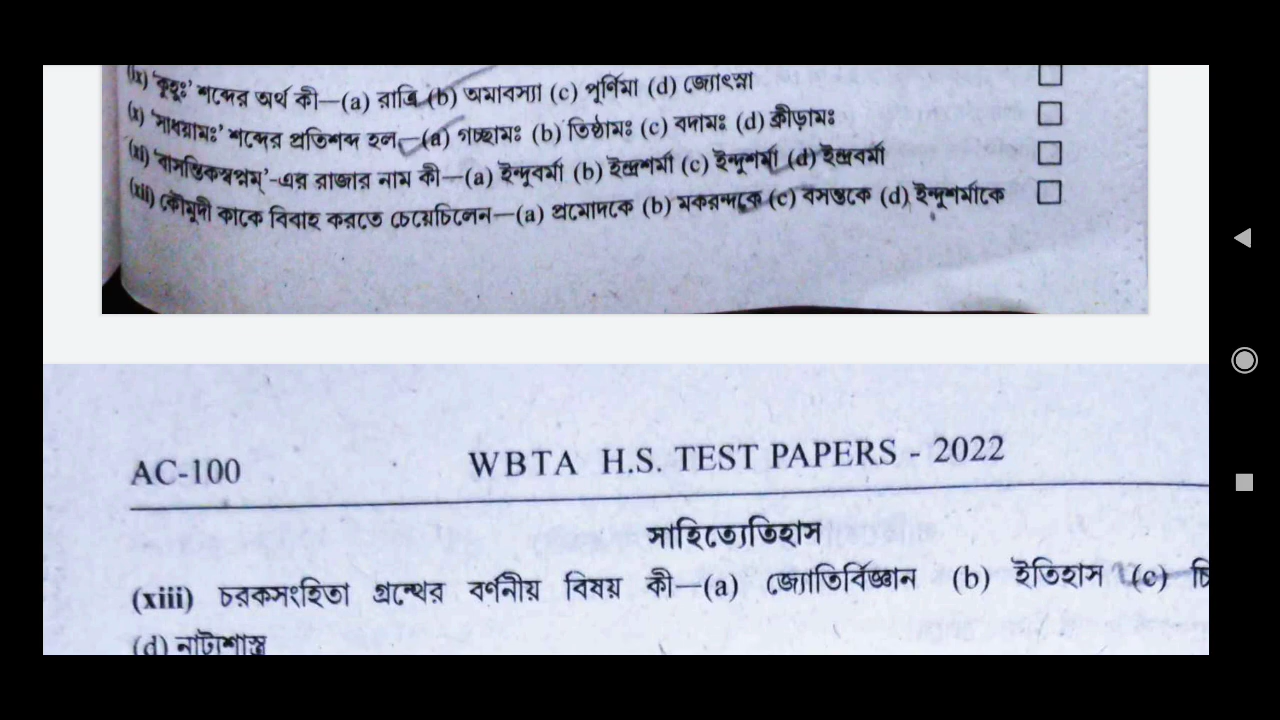 (ix) 'কুহূঃ' শব্দের অর্থ কী—(a) রাত্রি (b) অমাবস্যা (c) পূর্ণিমা (d) জ্যোৎস্না
(x) 'সাধয়ামঃ' শব্দের প্রতিশব্দ হল—(a) গচ্ছামঃ (b) তিষ্ঠামঃ (c) বদামঃ (d) ক্রীড়ামঃ
(xi) 'বাসন্তিকস্বপ্নম্'-এর রাজার নাম কী—(a) ইন্দুবর্মা (b) ইন্দ্রশর্মা (c) ইন্দুশর্মা (d) ইন্দ্রবর্মা
(xii) কৌমুদী কাকে বিবাহ করতে চেয়েচিলেন—(a) প্রমোদকে (b) মকরন্দকে (c) বসন্তকে (d) ইন্দুশর্মাকে
AC-100 WBTA H.S. TEST PAPERS - 2022
সাহিত্যেতিহাস
(xiii) চরকসংহিতা গ্রন্থের বর্ণনীয় বিষয় কী—(a) জ্যোতির্বিজ্ঞান (b) ইতিহাস (c) চি
(d) নাট্যশাস্ত্র